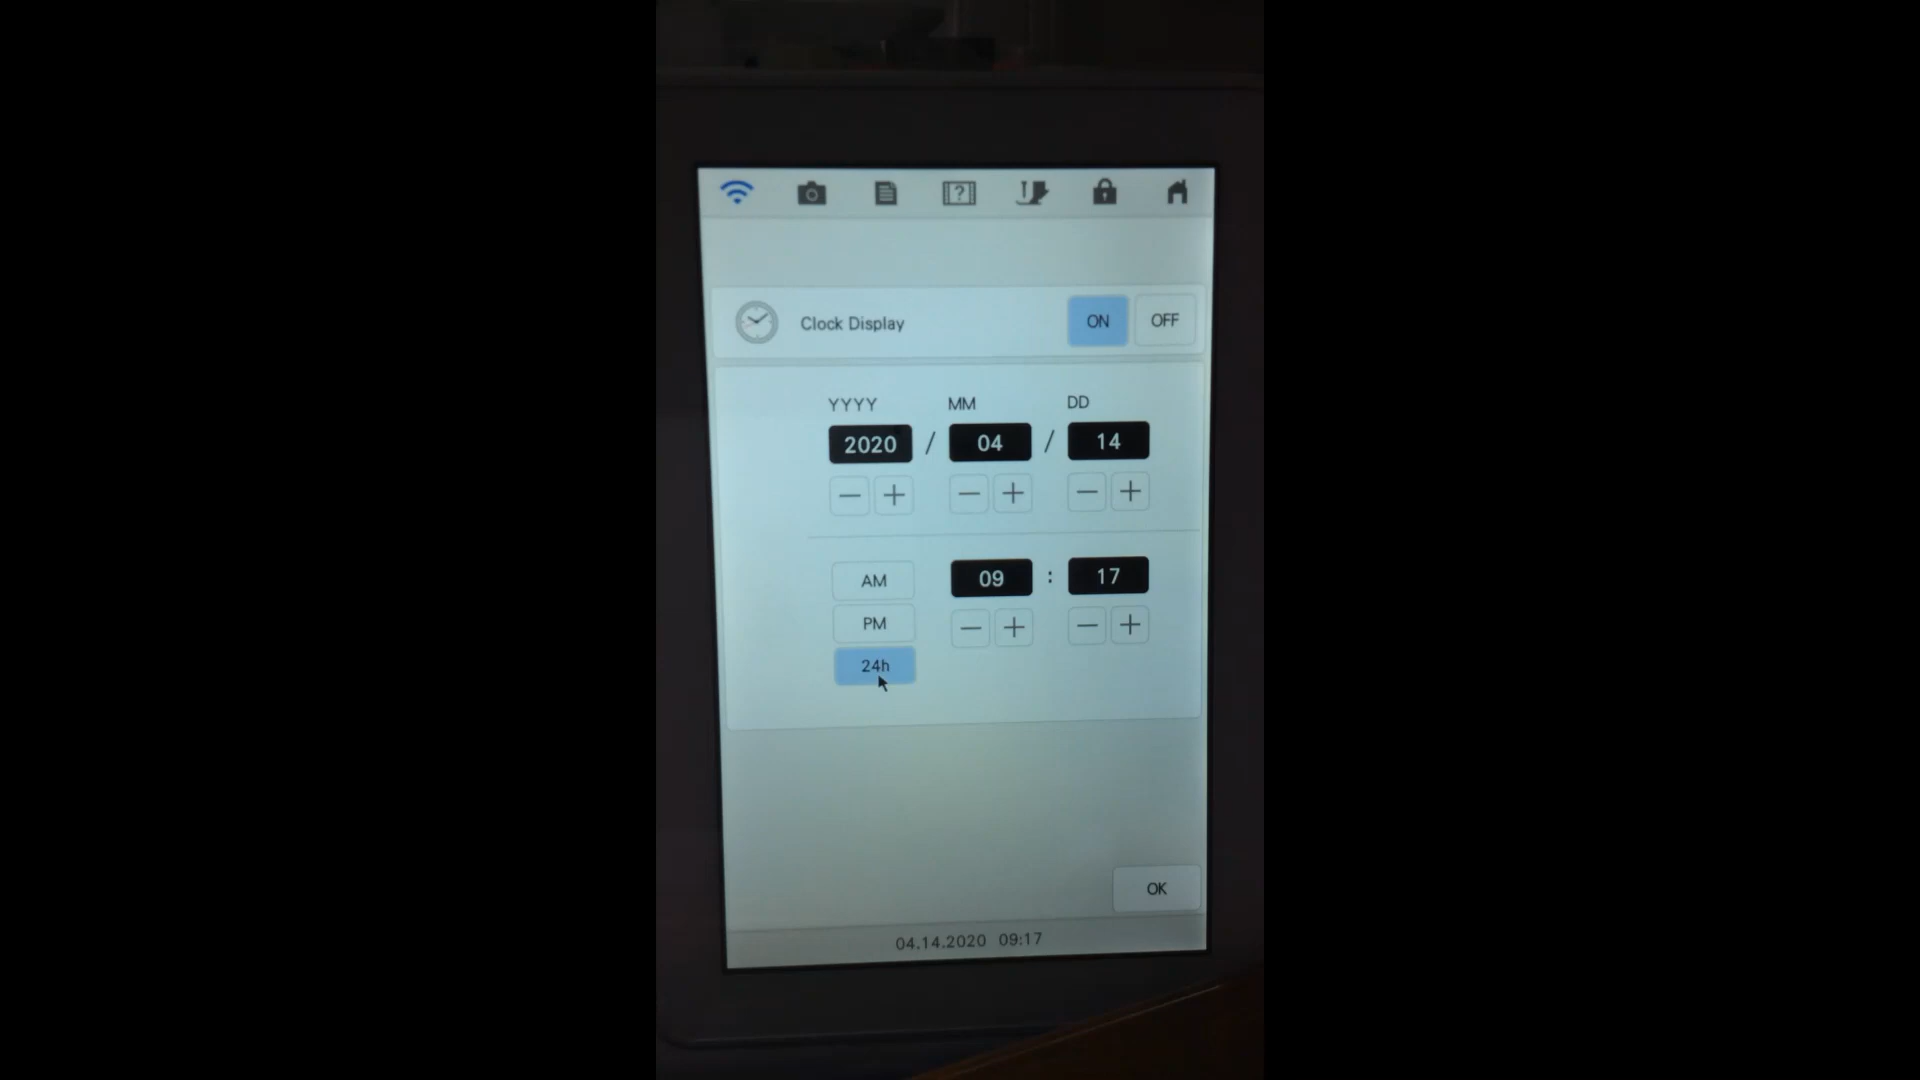 Clock Display ON OFF
YYYY MM DD
2020 / 04 / 14
− + − + − +
AM 09 : 17
PM − + − +
24h
OK
04.14.2020 09:17